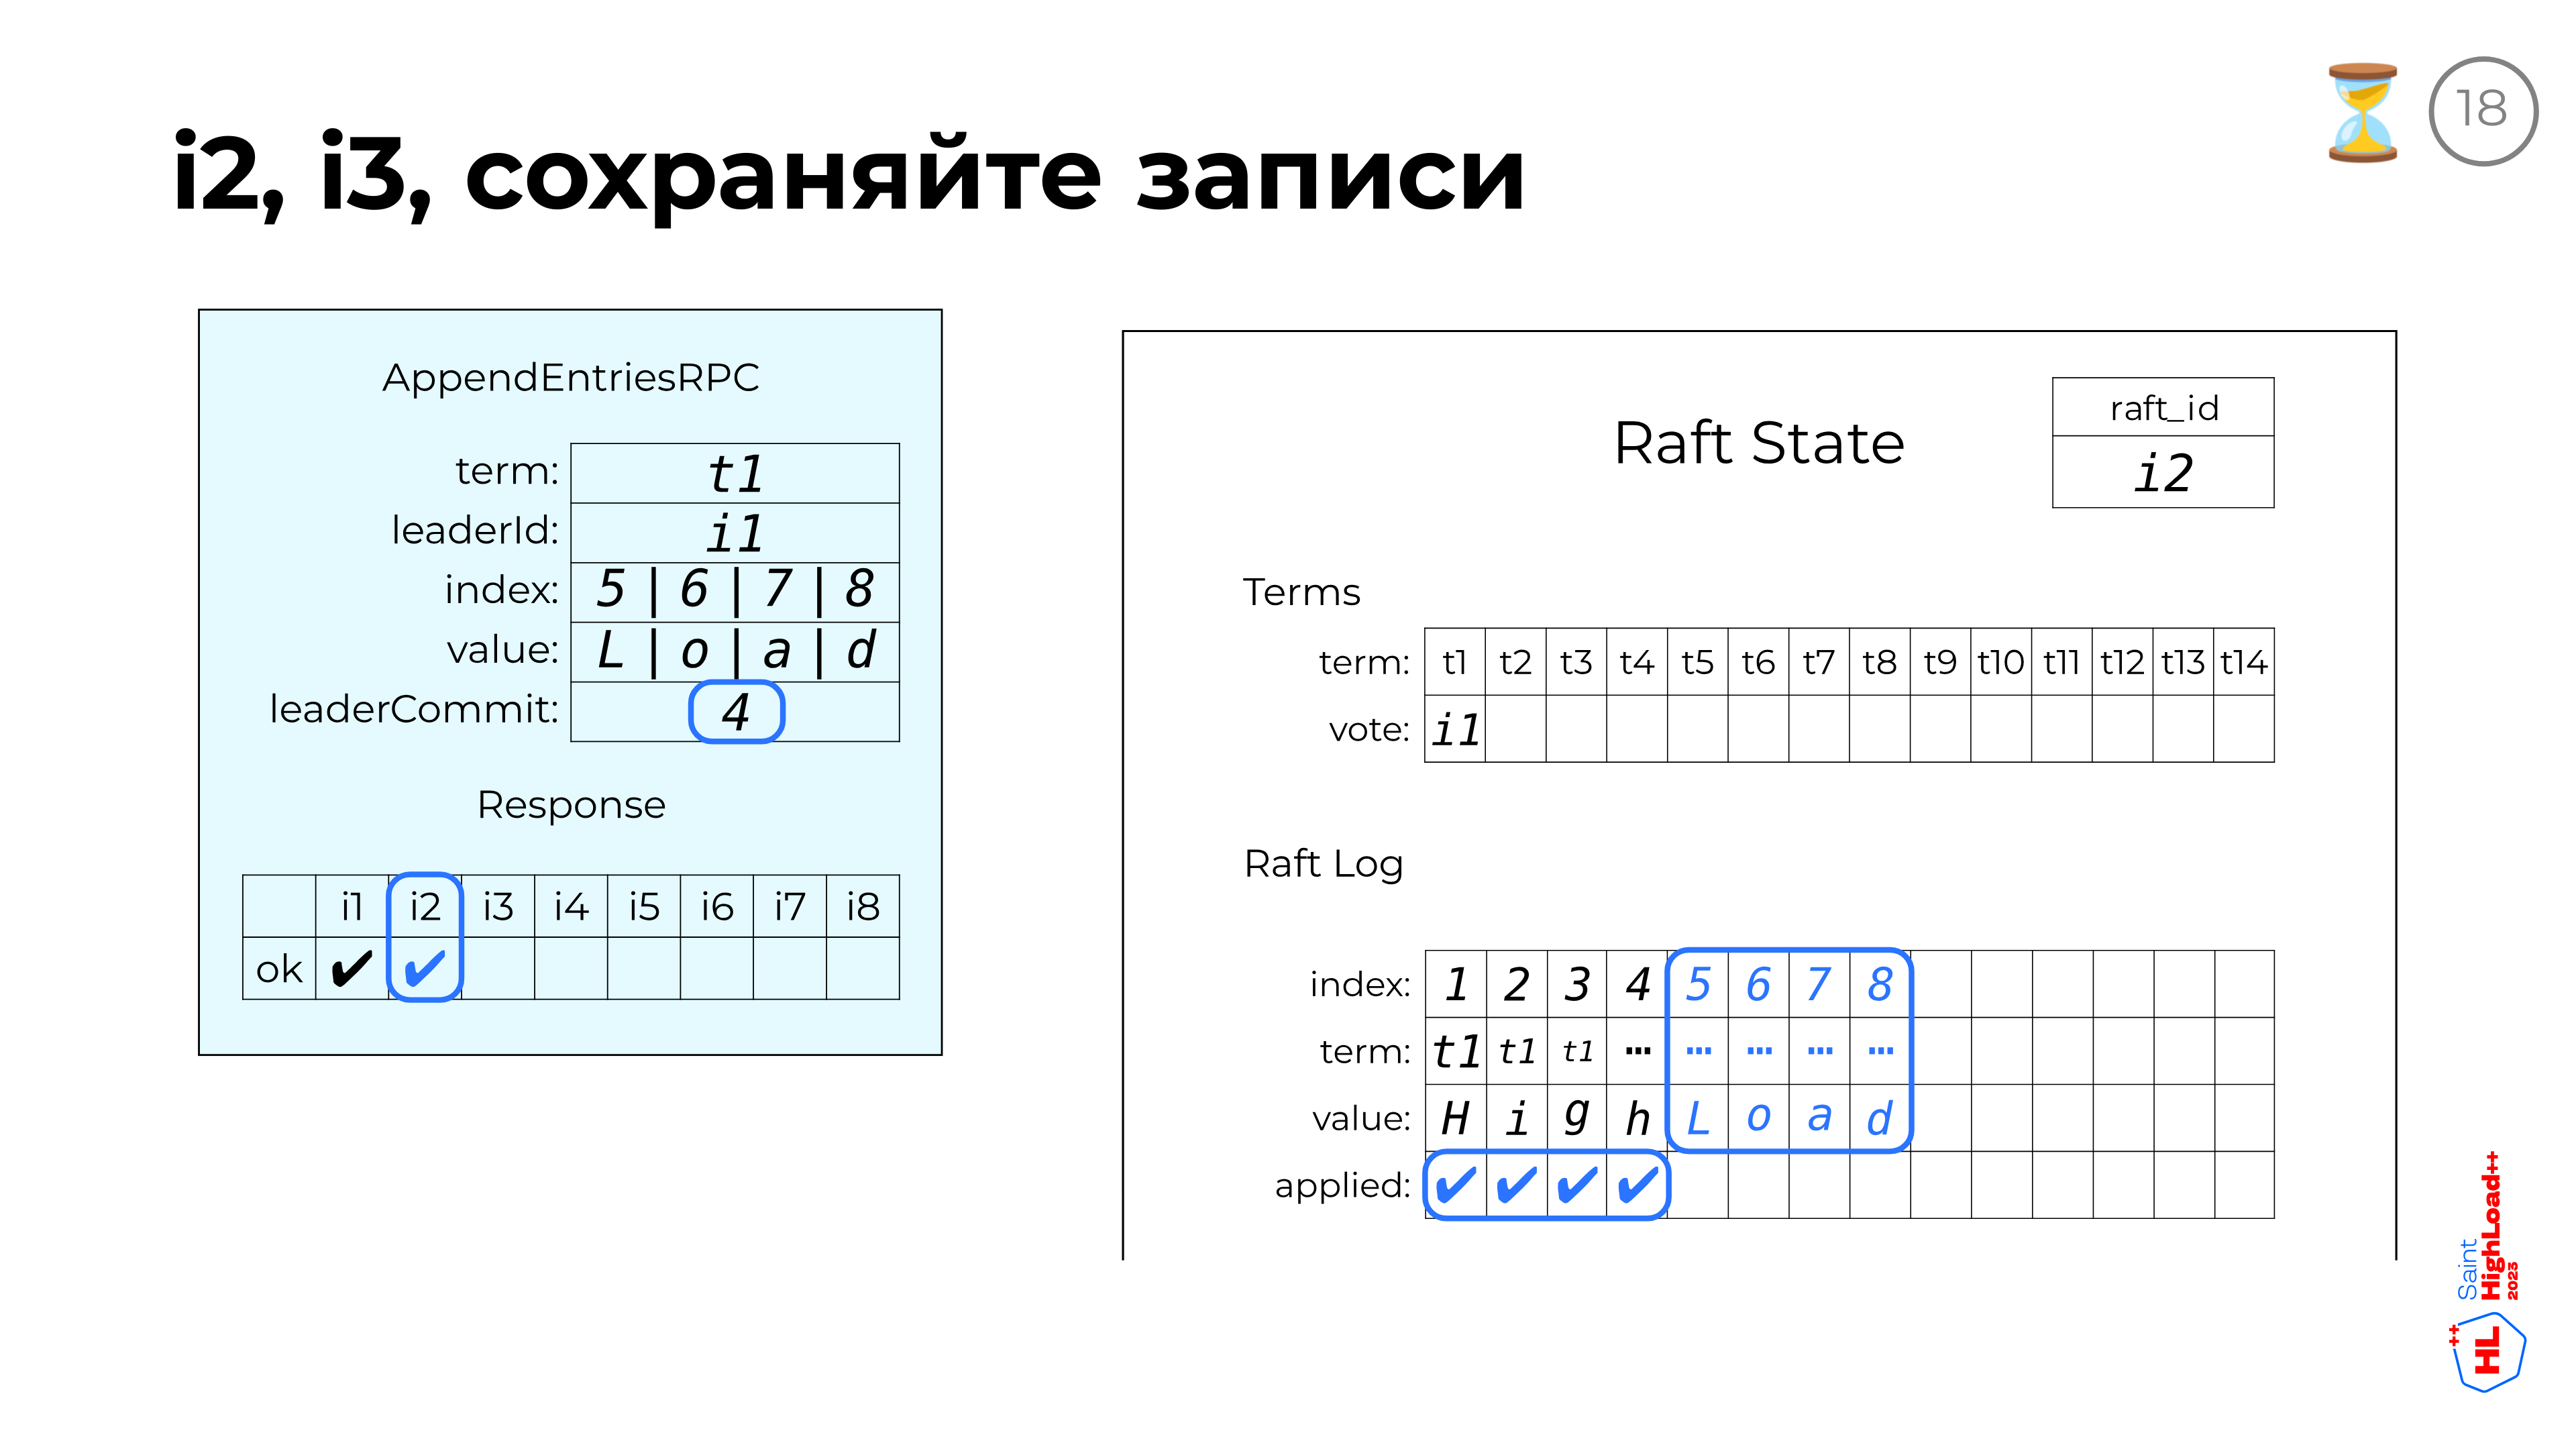 18
i2, i3, сохраняйте записи
AppendEntriesRPC
term: t1
leaderId: i1
index: 5 | 6 | 7 | 8
value: L | o | a | d
leaderCommit: 4
Response
i1 i2 i3 i4 i5 i6 i7 i8
ok ✔ ✔
Raft State
raft_id
i2
Terms
term: t1 t2 t3 t4 t5 t6 t7 t8 t9 t10 t11 t12 t13 t14
vote: i1
Raft Log
index: 1 2 3 4 5 6 7 8
term: t1 t1 t1 … … … … …
value: H i g h L o a d
applied: ✔ ✔ ✔ ✔
Saint
HighLoad++
2023
HL++